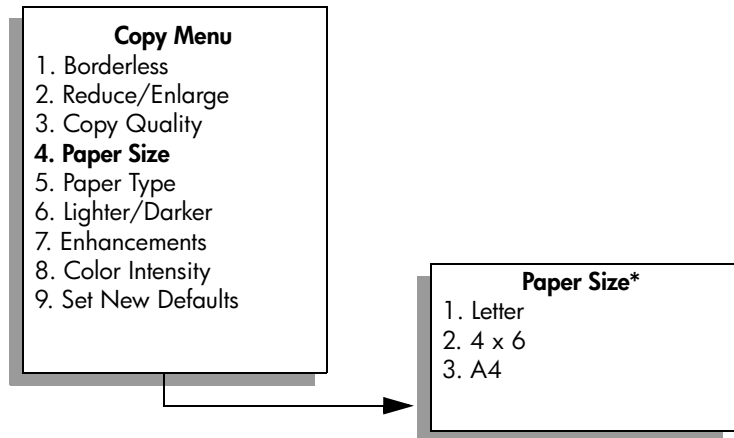 Copy Menu
1. Borderless
2. Reduce/Enlarge
3. Copy Quality
4. Paper Size
5. Paper Type
6. Lighter/Darker
7. Enhancements
8. Color Intensity
9. Set New Defaults
Paper Size*
1. Letter
2. 4 x 6
3. A4